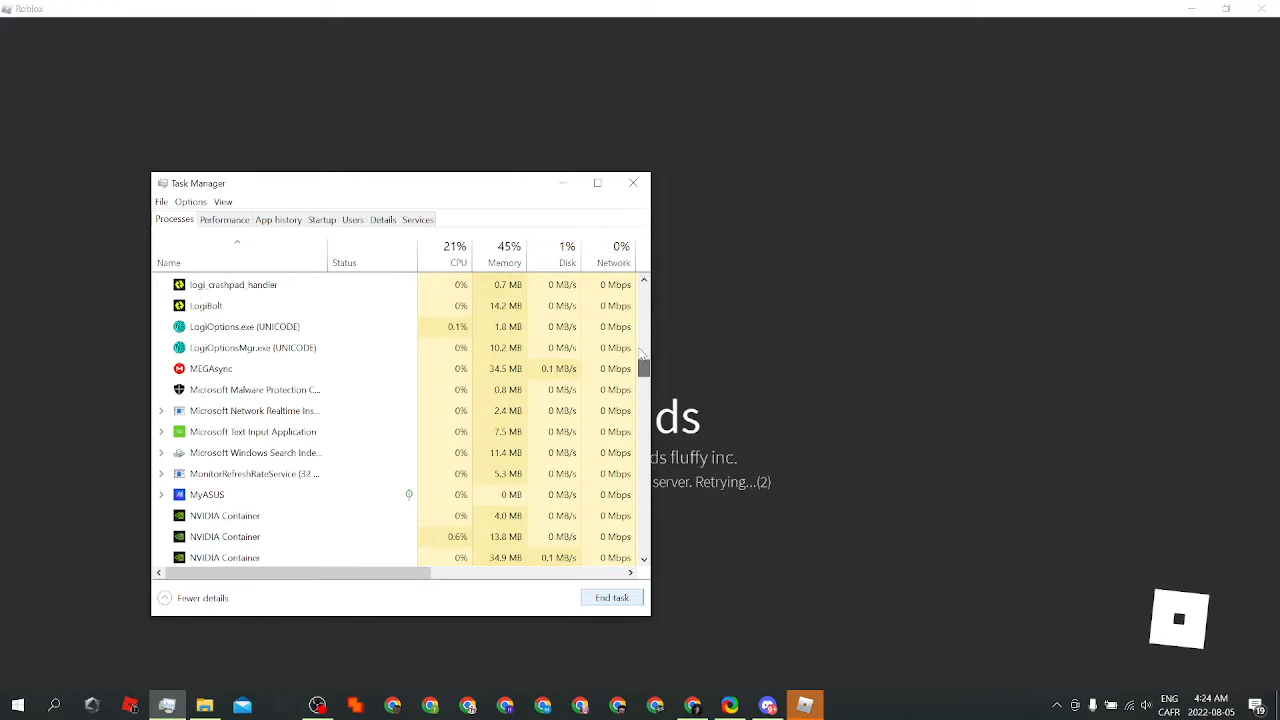 Roblox
Task Manager
File Options View
Processes Performance App history Startup Users Details Services
21% 45% 1% 0%
Name Status CPU Memory Disk Network
logi_crashpad_handler 0% 0.7 MB 0 MB/s 0 Mbps
LogiBolt 0% 14.2 MB 0 MB/s 0 Mbps
LogiOptions.exe (UNICODE) 0.1% 1.8 MB 0 MB/s 0 Mbps
LogiOptionsMgr.exe (UNICODE) 0% 10.2 MB 0 MB/s 0 Mbps
MEGAsync 0% 34.5 MB 0.1 MB/s 0 Mbps
Microsoft Malware Protection C... 0% 0.8 MB 0 MB/s 0 Mbps
Microsoft Network Realtime Ins... 0% 2.4 MB 0 MB/s 0 Mbps
Microsoft Text Input Application 0% 7.5 MB 0 MB/s 0 Mbps
Microsoft Windows Search Inde... 0% 11.4 MB 0 MB/s 0 Mbps
MonitorRefreshRateService (32 ... 0% 5.3 MB 0 MB/s 0 Mbps
MyASUS 0% 0 MB 0 MB/s 0 Mbps
NVIDIA Container 0% 4.0 MB 0 MB/s 0 Mbps
NVIDIA Container 0.6% 13.8 MB 0 MB/s 0 Mbps
NVIDIA Container 0% 34.9 MB 0.1 MB/s 0 Mbps
Fewer details End task
ds
ds fluffy inc.
server. Retrying...(2)
ENG 4:24 AM
CAFR 2022-08-05
19